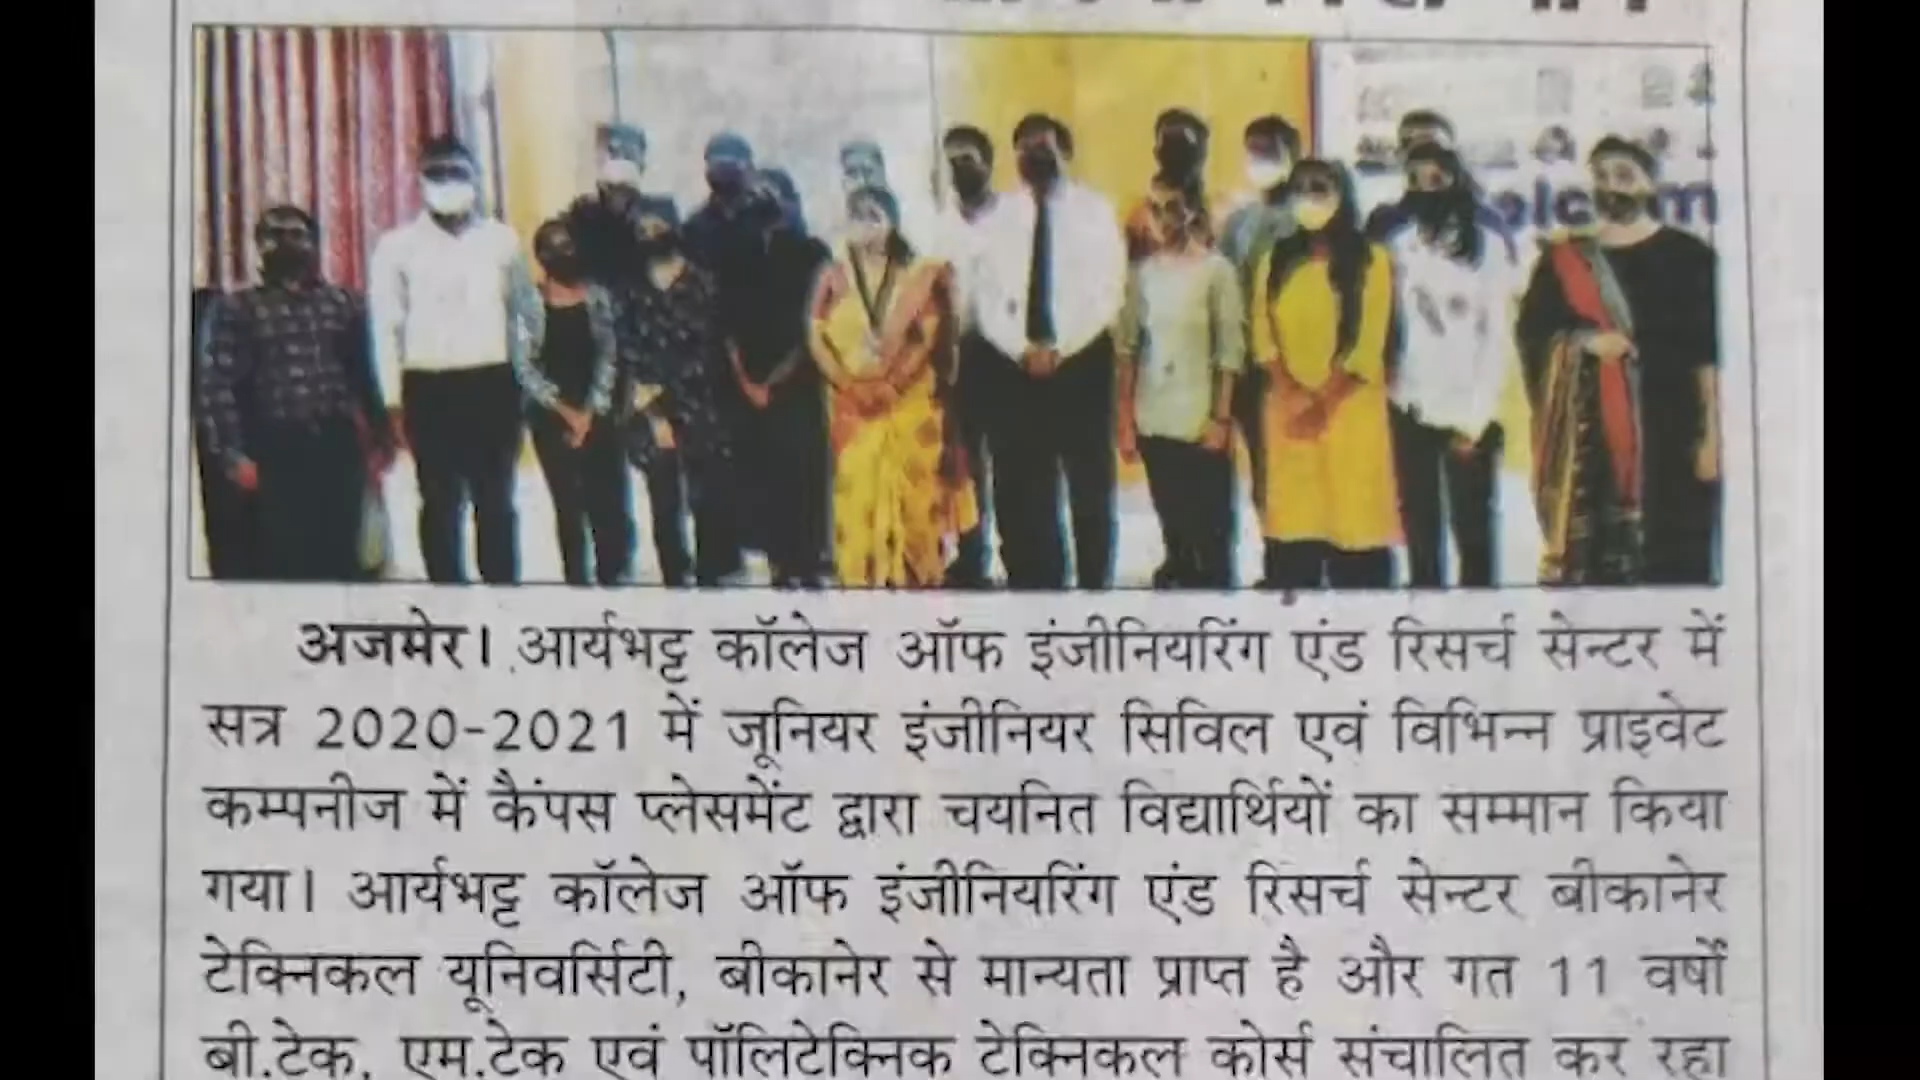 अजमेर। आर्यभट्ट कॉलेज ऑफ इंजीनियरिंग एंड रिसर्च सेन्टर में
सत्र 2020-2021 में जूनियर इंजीनियर सिविल एवं विभिन्न प्राइवेट
कम्पनीज में कैंपस प्लेसमेंट द्वारा चयनित विद्यार्थियों का सम्मान किया
गया। आर्यभट्ट कॉलेज ऑफ इंजीनियरिंग एंड रिसर्च सेन्टर बीकानेर
टेक्निकल यूनिवर्सिटी, बीकानेर से मान्यता प्राप्त है और गत 11 वर्षों
बी.टेक. एम.टेक एवं पॉलिटेक्निक टेक्निकल कोर्स संचालित कर रहा